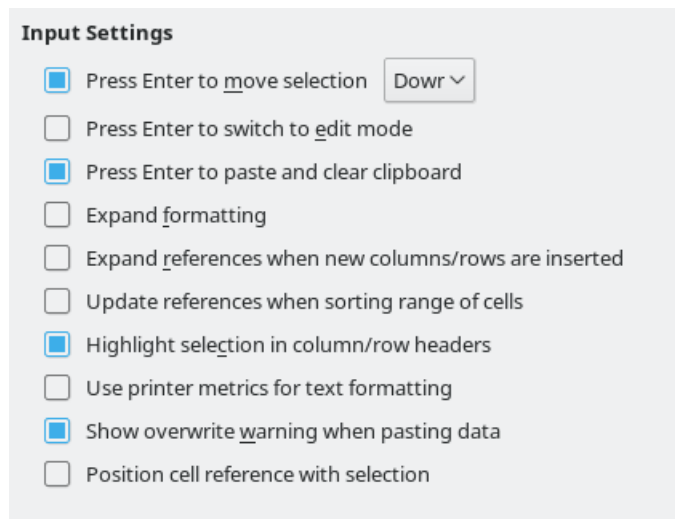 Input Settings
Press Enter to move selection Down
Press Enter to switch to edit mode
Press Enter to paste and clear clipboard
Expand formatting
Expand references when new columns/rows are inserted
Update references when sorting range of cells
Highlight selection in column/row headers
Use printer metrics for text formatting
Show overwrite warning when pasting data
Position cell reference with selection